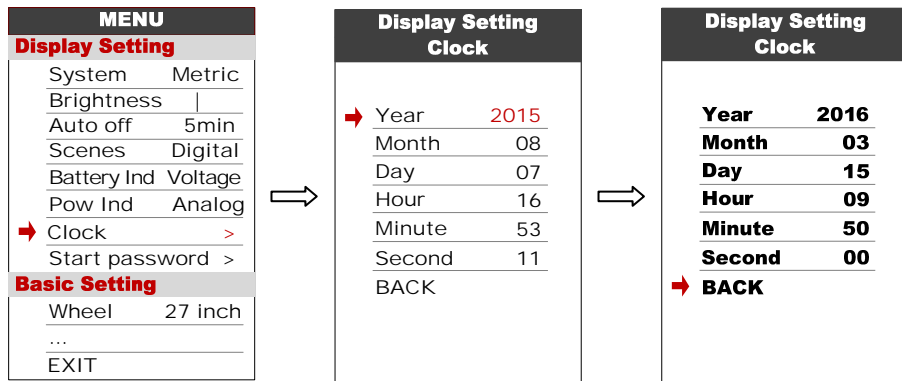 MENU
Display Setting
System Metric
Brightness |
Auto off 5min
Scenes Digital
Battery Ind Voltage
Pow Ind Analog
Clock >
Start password >
Basic Setting
Wheel 27 inch
...
EXIT
Display Setting
Clock
Year 2015
Month 08
Day 07
Hour 16
Minute 53
Second 11
BACK
Display Setting
Clock
Year 2016
Month 03
Day 15
Hour 09
Minute 50
Second 00
BACK